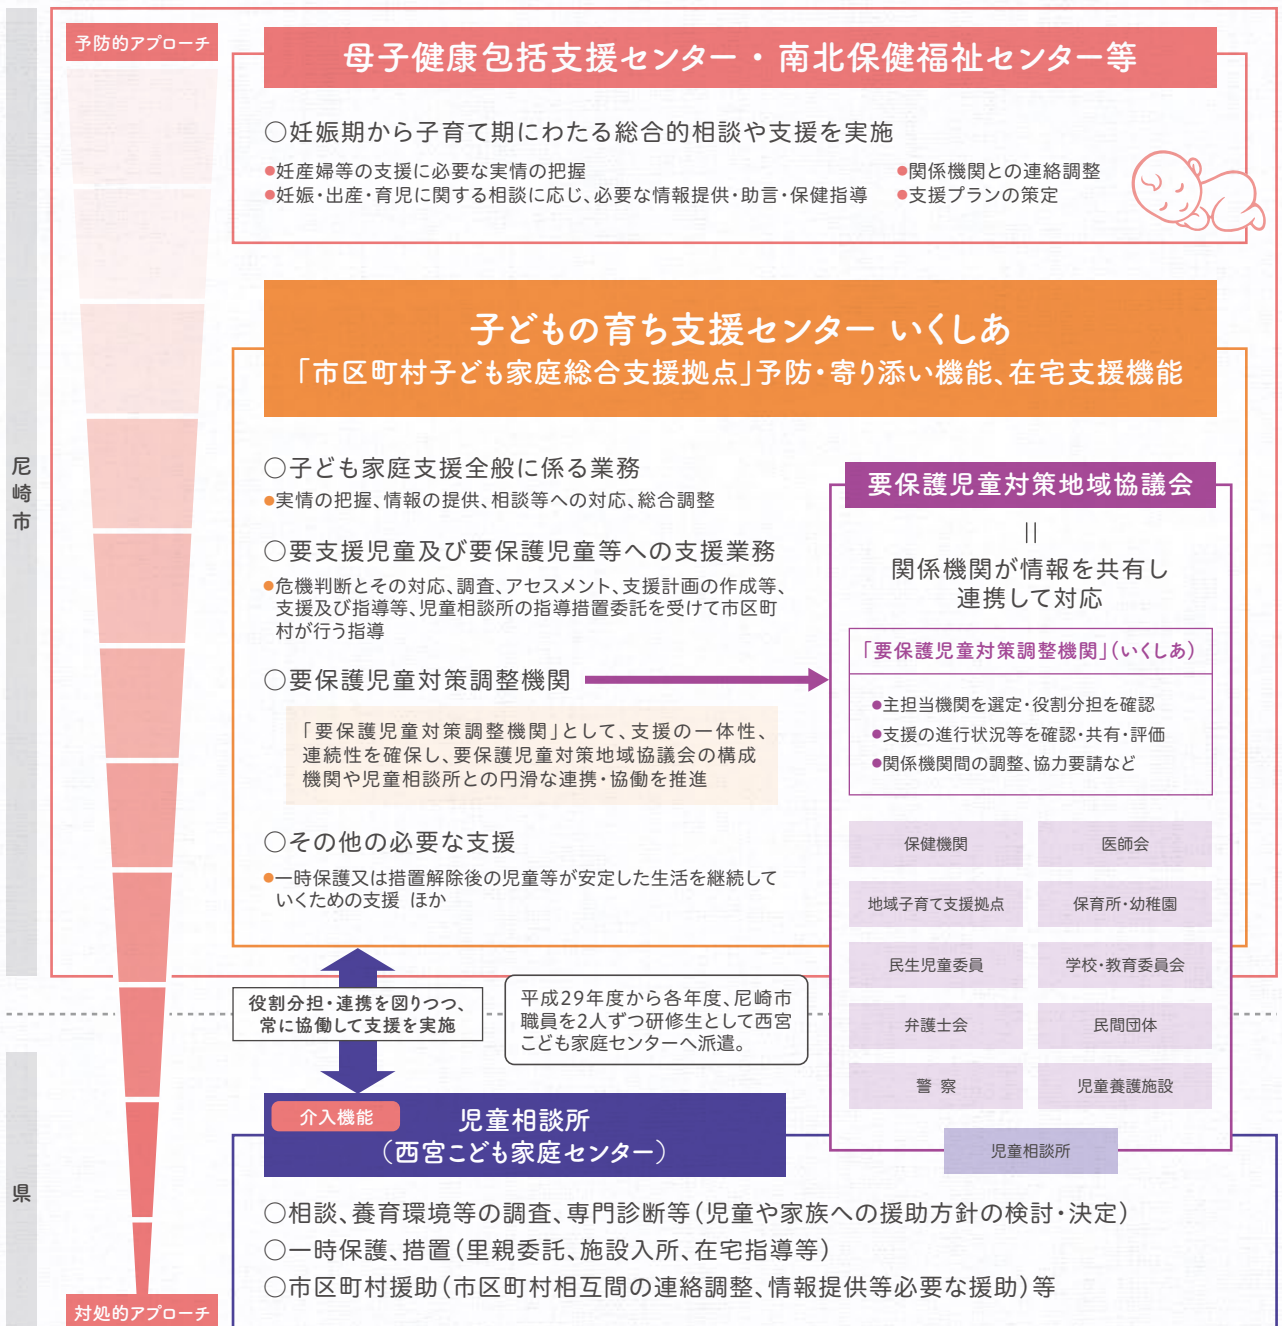 尼崎市
予防的アプローチ
母子健康包括支援センター・南北保健福祉センター等
○妊娠期から子育て期にわたる総合的相談や支援を実施
●妊産婦等の支援に必要な実情の把握
●妊娠・出産・育児に関する相談に応じ、必要な情報提供・助言・保健指導
●関係機関との連絡調整
●支援プランの策定
子どもの育ち支援センター いくしあ
「市区町村子ども家庭総合支援拠点」予防・寄り添い機能、在宅支援機能
○子ども家庭支援全般に係る業務
●実情の把握、情報の提供、相談等への対応、総合調整
○要支援児童及び要保護児童等への支援業務
●危機判断とその対応、調査、アセスメント、支援計画の作成等、
支援及び指導等、児童相談所の指導措置委託を受けて市区町
村が行う指導
○要保護児童対策調整機関
「要保護児童対策調整機関」として、支援の一体性、
連続性を確保し、要保護児童対策地域協議会の構成
機関や児童相談所との円滑な連携・協働を推進
○その他の必要な支援
●一時保護又は措置解除後の児童等が安定した生活を継続して
いくための支援 ほか
要保護児童対策地域協議会
||
関係機関が情報を共有し
連携して対応
「要保護児童対策調整機関」(いくしあ)
●主担当機関を選定・役割分担を確認
●支援の進行状況等を確認・共有・評価
●関係機関間の調整、協力要請など
保健機関
医師会
地域子育て支援拠点
保育所・幼稚園
民生児童委員
学校・教育委員会
弁護士会
民間団体
警 察
児童養護施設
児童相談所
役割分担・連携を図りつつ、
常に協働して支援を実施
平成29年度から各年度、尼崎市
職員を2人ずつ研修生として西宮
こども家庭センターへ派遣。
県
介入機能
児童相談所
(西宮こども家庭センター)
○相談、養育環境等の調査、専門診断等(児童や家族への援助方針の検討・決定)
○一時保護、措置(里親委託、施設入所、在宅指導等)
○市区町村援助(市区町村相互間の連絡調整、情報提供等必要な援助)等
対処的アプローチ